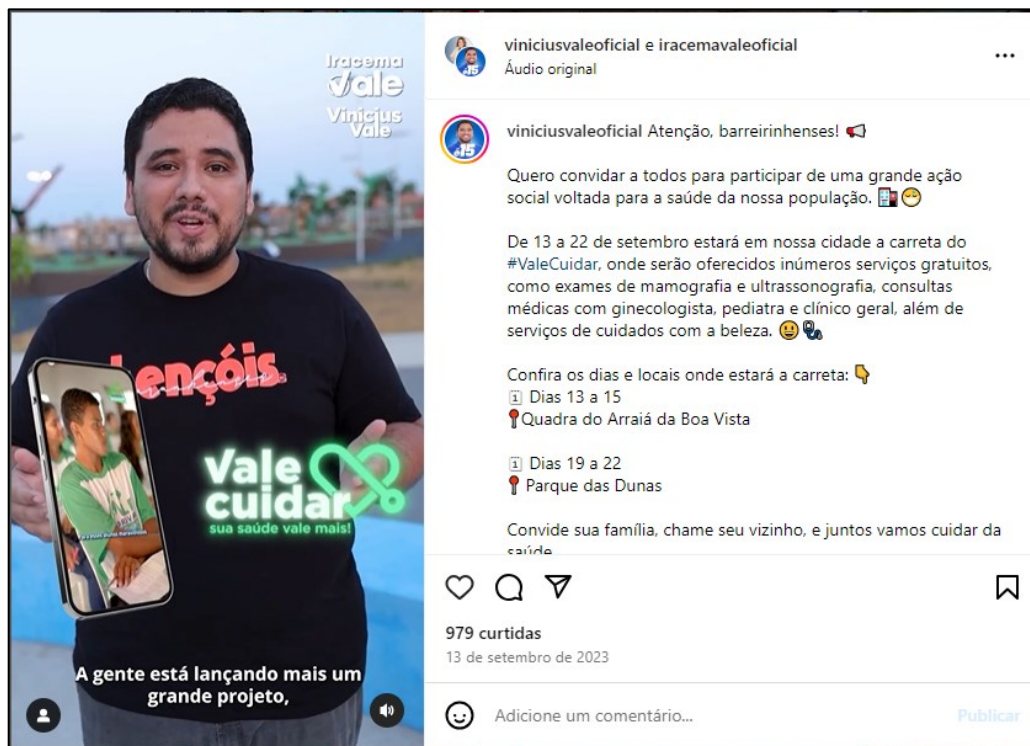 Iracema
Vale
Vinicius
Vale
Lençóis
Vale
cuidar
sua saúde vale mais!
A gente está lançando mais um
grande projeto,
viniciusvaleoficial e iracemavaleoficial
Áudio original
15
viniciusvaleoficial Atenção, barreirinhenses! 📢
Quero convidar a todos para participar de uma grande ação
social voltada para a saúde da nossa população. 🏥😷
De 13 a 22 de setembro estará em nossa cidade a carreta do
#ValeCuidar, onde serão oferecidos inúmeros serviços gratuitos,
como exames de mamografia e ultrassonografia, consultas
médicas com ginecologista, pediatra e clínico geral, além de
serviços de cuidados com a beleza. 😀🩺
Confira os dias e locais onde estará a carreta: 👇
🗓 Dias 13 a 15
📍Quadra do Arraiá da Boa Vista
🗓 Dias 19 a 22
📍 Parque das Dunas
Convide sua família, chame seu vizinho, e juntos vamos cuidar da
saúde
979 curtidas
13 de setembro de 2023
Adicione um comentário...
Publicar